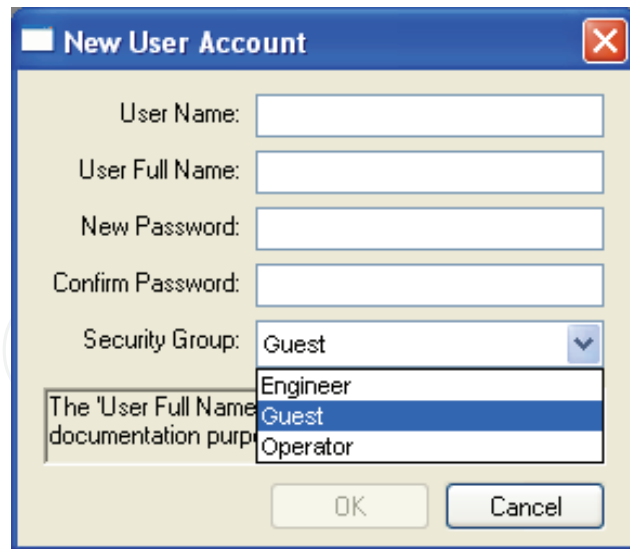 New User Account
User Name:
User Full Name:
New Password:
Confirm Password:
Security Group: Guest
Engineer
The 'User Full Name
Guest
documentation purp
Operator
OK Cancel